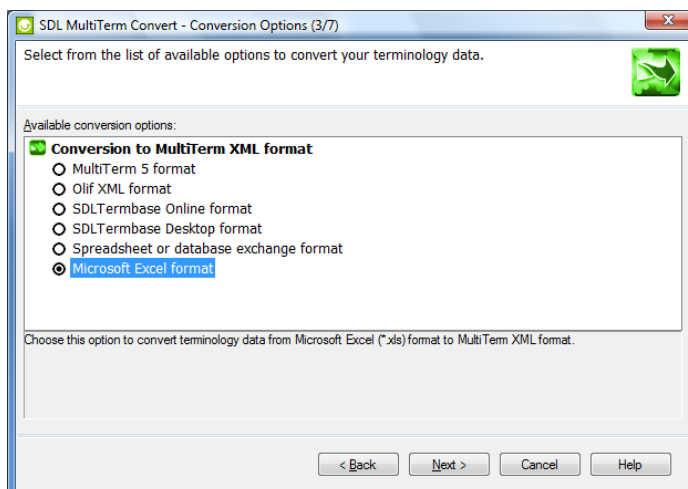 SDL MultiTerm Convert - Conversion Options (3/7)
Select from the list of available options to convert your terminology data.
Available conversion options:
Conversion to MultiTerm XML format
MultiTerm 5 format
Olif XML format
SDLTermbase Online format
SDLTermbase Desktop format
Spreadsheet or database exchange format
Microsoft Excel format
Choose this option to convert terminology data from Microsoft Excel (*.xls) format to MultiTerm XML format.
< Back Next > Cancel Help